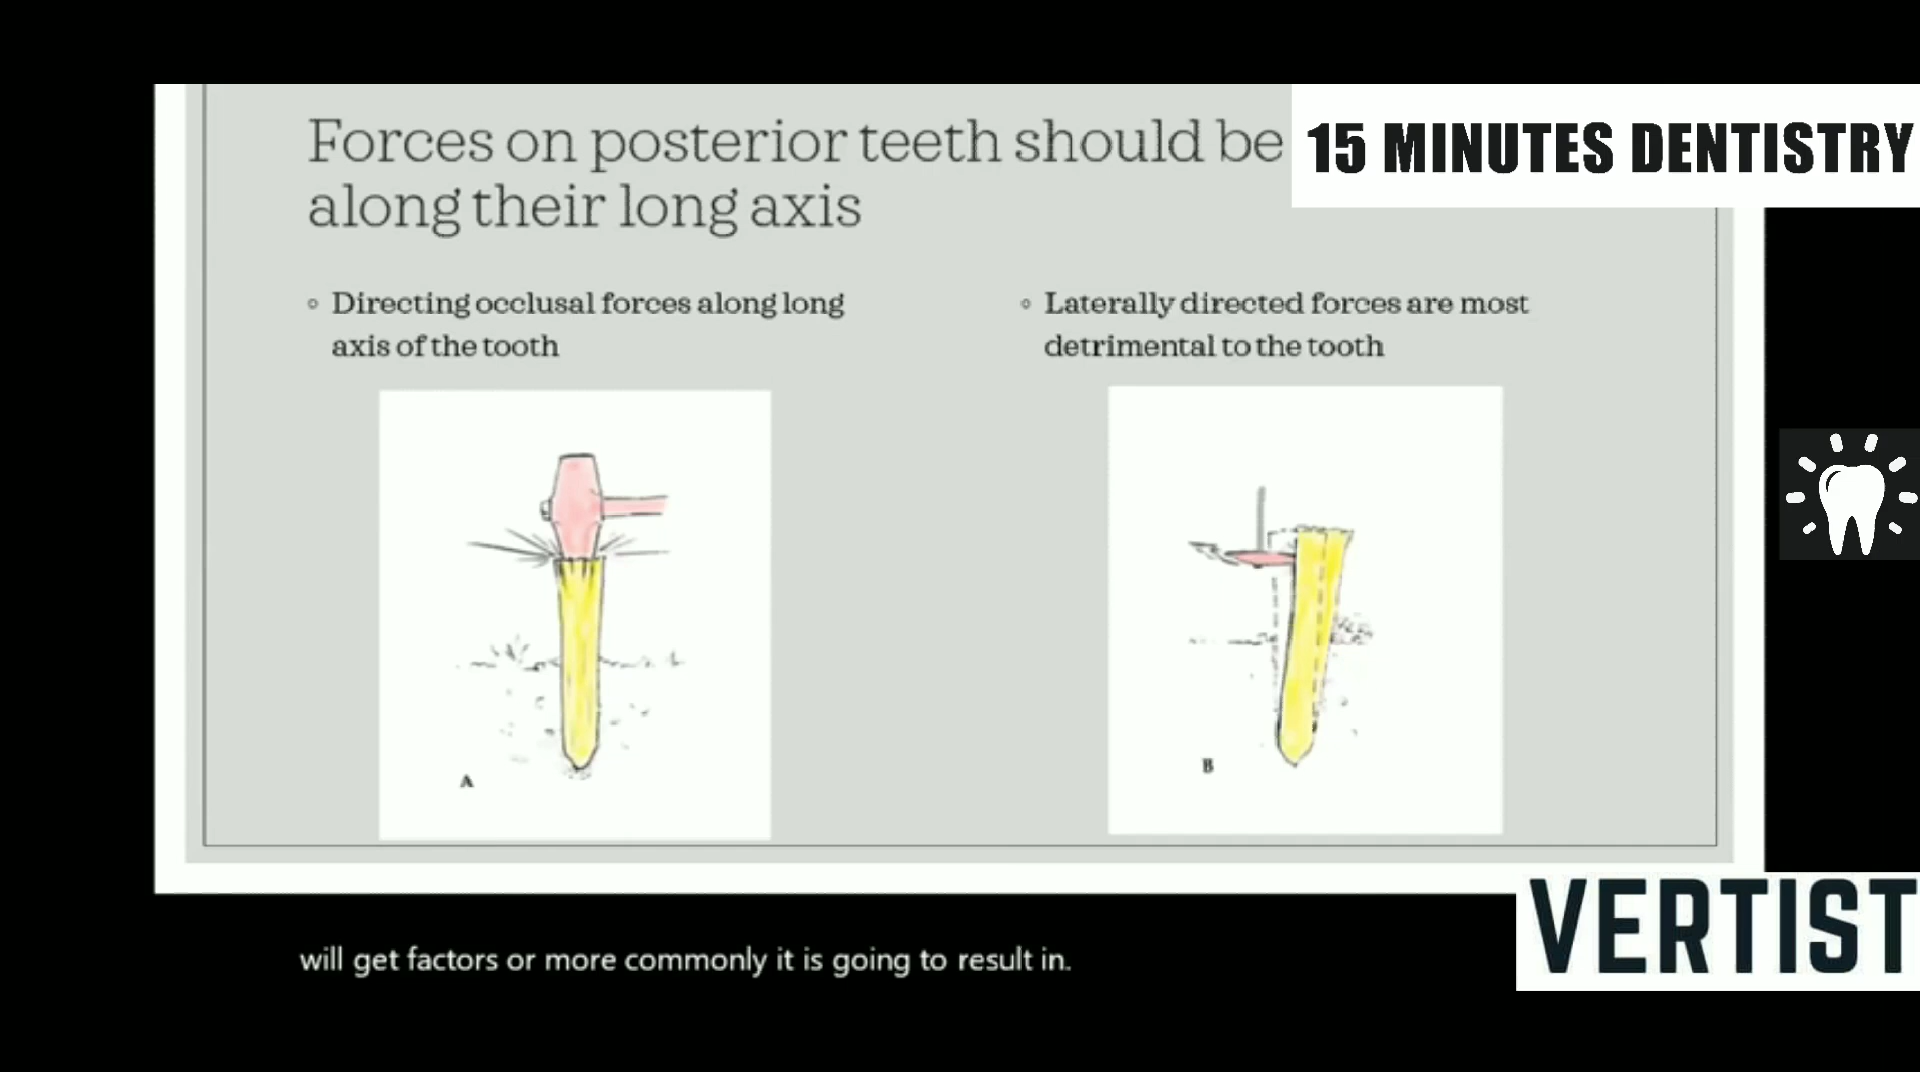 Forces on posterior teeth should be
along their long axis
15 MINUTES DENTISTRY
Directing occlusal forces along long
axis of the tooth
Laterally directed forces are most
detrimental to the tooth
A
B
VERTIST
will get factors or more commonly it is going to result in.